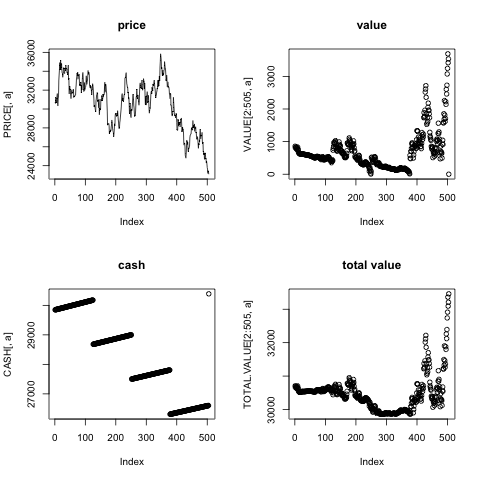 price
PRICE[, a]
24000 28000 32000 36000
0 100 200 300 400 500
Index
value
VALUE[2:505, a]
0 1000 2000 3000
0 100 200 300 400 500
Index
cash
CASH[, a]
27000 29000
0 100 200 300 400 500
Index
total value
TOTAL.VALUE[2:505, a]
30000 32000
0 100 200 300 400 500
Index